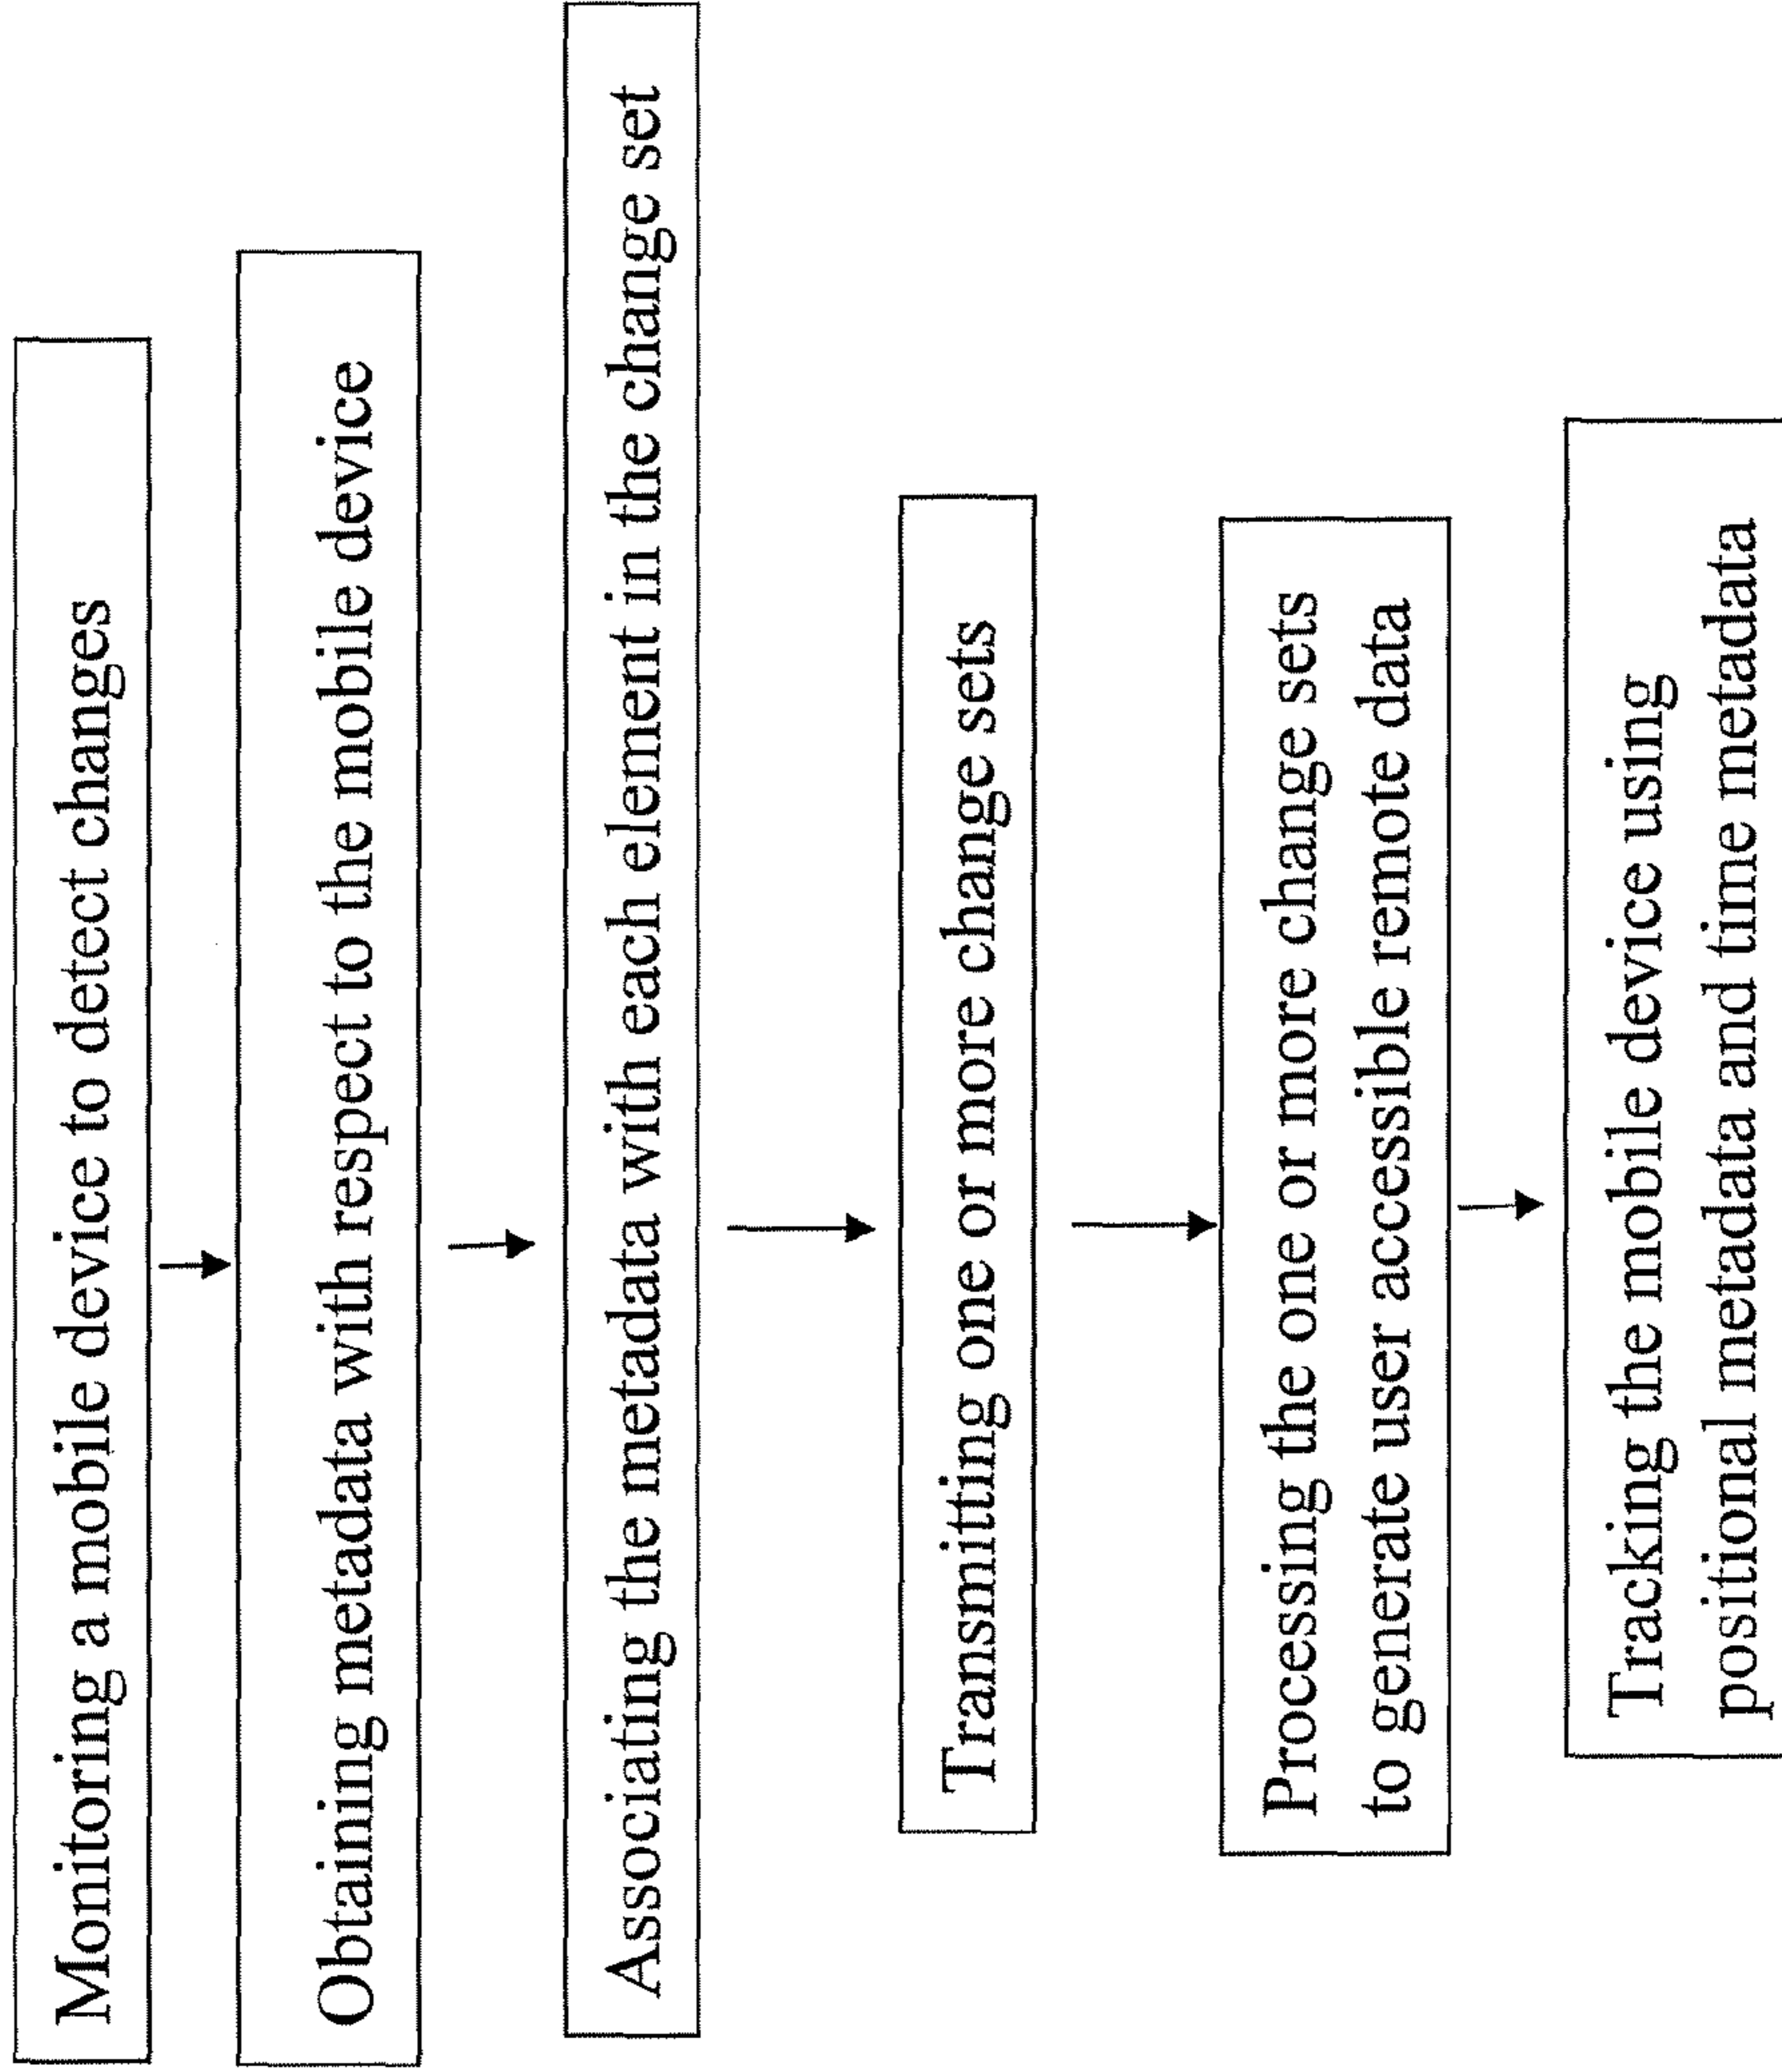 Monitoring a mobile device to detect changes
Obtaining metadata with respect to the mobile device
Associating the metadata with each element in the change set
Transmitting one or more change sets
Processing the one or more change sets
to generate user accessible remote data
Tracking the mobile device using
positional metadata and time metadata